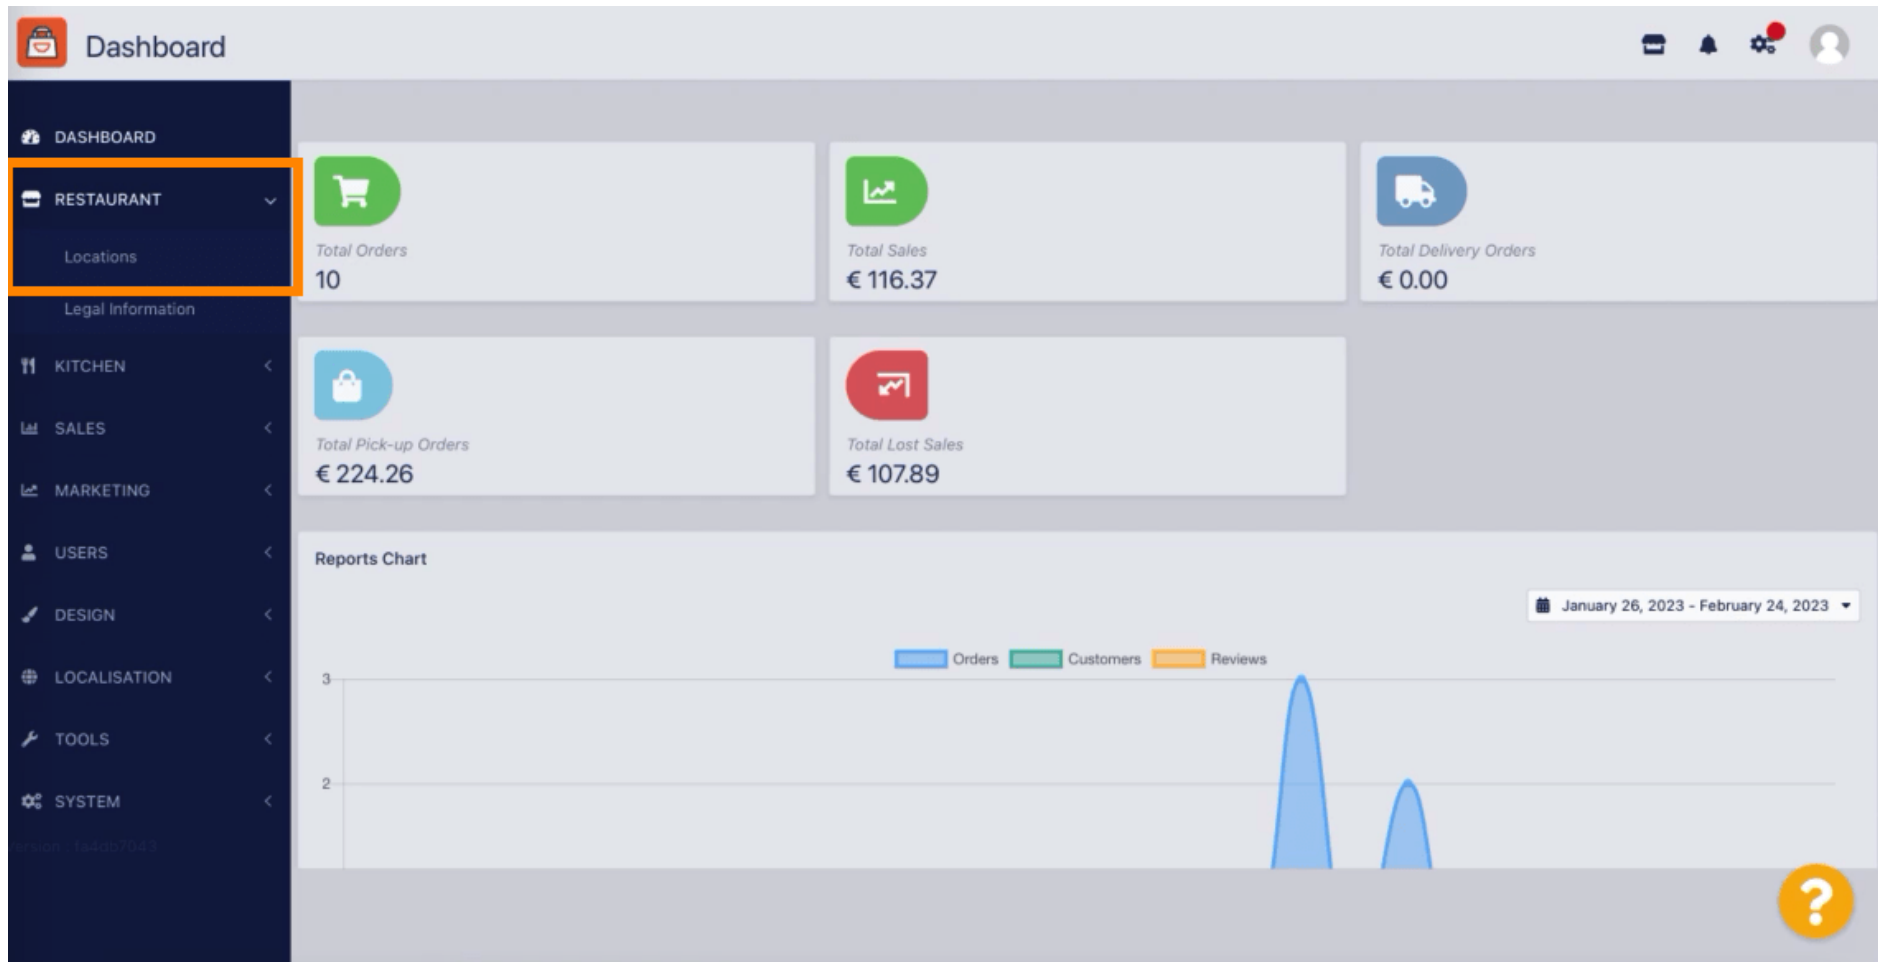 Dashboard
DASHBOARD
RESTAURANT
Locations
Legal Information
KITCHEN
SALES
MARKETING
USERS
DESIGN
LOCALISATION
TOOLS
SYSTEM
Total Orders
10
Total Sales
€ 116.37
Total Delivery Orders
€ 0.00
Total Pick-up Orders
€ 224.26
Total Lost Sales
€ 107.89
Reports Chart
January 26, 2023 - February 24, 2023
Orders Customers Reviews
3
2
?